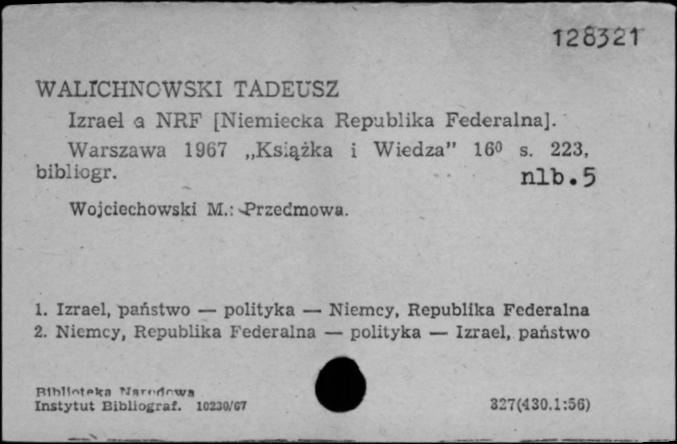 128321
WALICHNOWSKI TADEUSZ
Izrael a NRF [Niemiecka Republika Federalna].
Warszawa 1967 „Książka i Wiedza” 16⁰ s. 223,
bibliogr. nlb.5
Wojciechowski M.: Przedmowa.
1. Izrael, państwo — polityka — Niemcy, Republika Federalna
2. Niemcy, Republika Federalna — polityka — Izrael, państwo
Biblioteka Narodowa
Instytut Bibliograf. 10230/67 327(430.1:56)